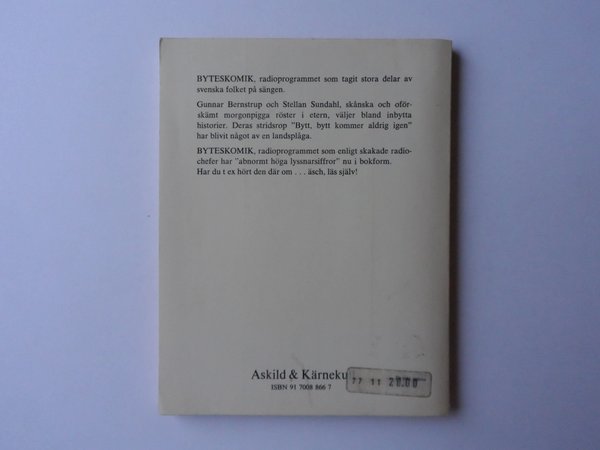 BYTESKOMIK, radioprogrammet som tagit stora delar av
svenska folket på sängen.
Gunnar Bernstrup och Stellan Sundahl, skånska och oför-
skämt morgonpigga röster i etern, väljer bland inbytta
historier. Deras stridsrop "Bytt, bytt kommer aldrig igen"
har blivit något av en landsplåga.
BYTESKOMIK, radioprogrammet som enligt skakade radio-
chefer har "abnormt höga lyssnarsiffror" nu i bokform.
Har du t ex hört den där om . . . äsch, läs själv!
Askild & Kärneku
ISBN 91 7008 866 7
77 11 20.00